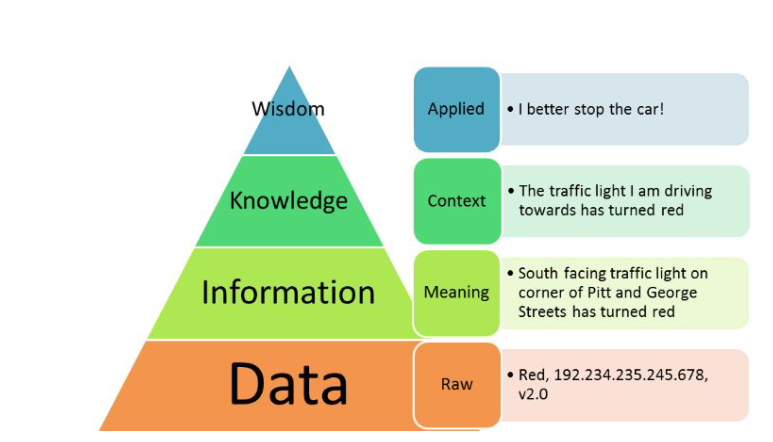 Wisdom
Applied
• I better stop the car!
Knowledge
Context
• The traffic light I am driving
towards has turned red
Information
Meaning
• South facing traffic light on
corner of Pitt and George
Streets has turned red
Data
Raw
• Red, 192.234.235.245.678,
v2.0